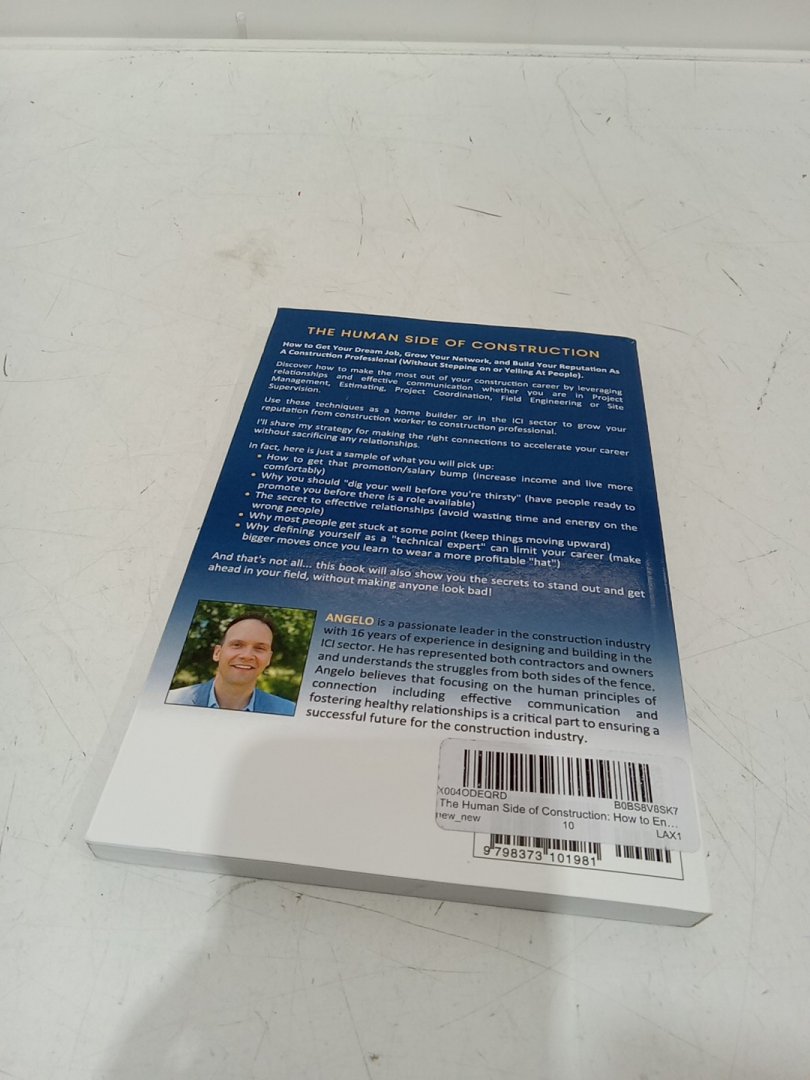 THE HUMAN SIDE OF CONSTRUCTION
How to Get Your Dream Job, Grow Your Network, and Build Your Reputation As
A Construction Professional (Without Stepping on or Yelling At People).
Discover how to make the most out of your construction career by leveraging
relationships and effective communication whether you are in Project
Management, Estimating, Project Coordination, Field Engineering or Site
Supervision.
Use these techniques as a home builder or in the ICI sector to grow your
reputation from construction worker to construction professional.
I'll share my strategy for making the right connections to accelerate your career
without sacrificing any relationships.
In fact, here is just a sample of what you will pick up:
• How to get that promotion/salary bump (increase income and live more
comfortably)
• Why you should "dig your well before you're thirsty" (have people ready to
promote you before there is a role available)
• The secret to effective relationships (avoid wasting time and energy on the
wrong people)
• Why most people get stuck at some point (keep things moving upward)
• Why defining yourself as a "technical expert" can limit your career (make
bigger moves once you learn to wear a more profitable "hat")
And that's not all... this book will also show you the secrets to stand out and get
ahead in your field, without making anyone look bad!
ANGELO is a passionate leader in the construction industry
with 16 years of experience in designing and building in the
ICI sector. He has represented both contractors and owners
and understands the struggles from both sides of the fence.
Angelo believes that focusing on the human principles of
connection including effective communication and
fostering healthy relationships is a critical part to ensuring a
successful future for the construction industry.
X004ODEQRD B0BS8V8SK7
The Human Side of Construction: How to En...
new_new 10 LAX1
9 798373 101981